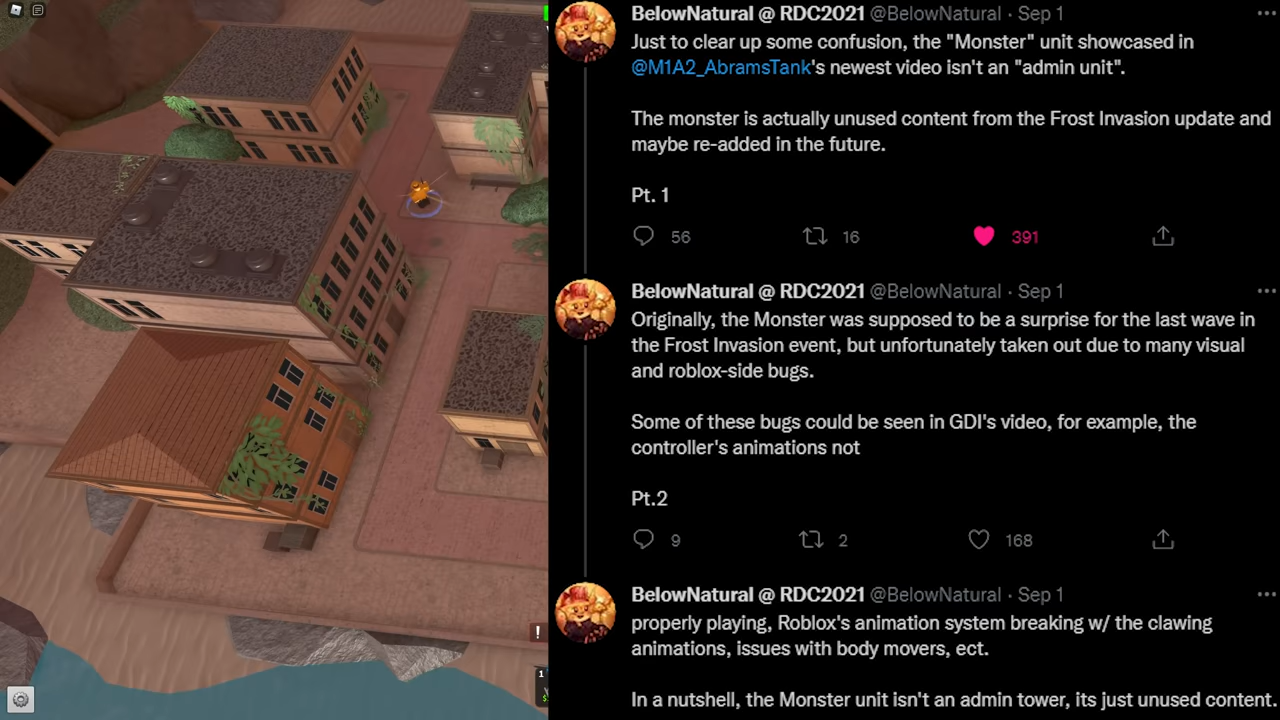 BelowNatural @ RDC2021 @BelowNatural · Sep 1
Just to clear up some confusion, the "Monster" unit showcased in
@M1A2_AbramsTank's newest video isn't an "admin unit".
The monster is actually unused content from the Frost Invasion update and
maybe re-added in the future.
Pt. 1
56 16 391
BelowNatural @ RDC2021 @BelowNatural · Sep 1
Originally, the Monster was supposed to be a surprise for the last wave in
the Frost Invasion event, but unfortunately taken out due to many visual
and roblox-side bugs.
Some of these bugs could be seen in GDI's video, for example, the
controller's animations not
Pt.2
9 2 168
BelowNatural @ RDC2021 @BelowNatural · Sep 1
properly playing, Roblox's animation system breaking w/ the clawing
animations, issues with body movers, ect.
In a nutshell, the Monster unit isn't an admin tower, its just unused content.
!
1